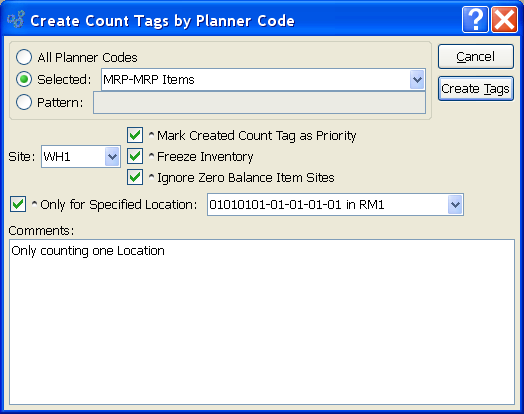 Create Count Tags by Planner Code
All Planner Codes
Cancel
Selected: MRP-MRP Items
Create Tags
Pattern:
^ Mark Created Count Tag as Priority
Site: WH1
^ Freeze Inventory
^ Ignore Zero Balance Item Sites
^ Only for Specified Location: 01010101-01-01-01-01 in RM1
Comments:
Only counting one Location